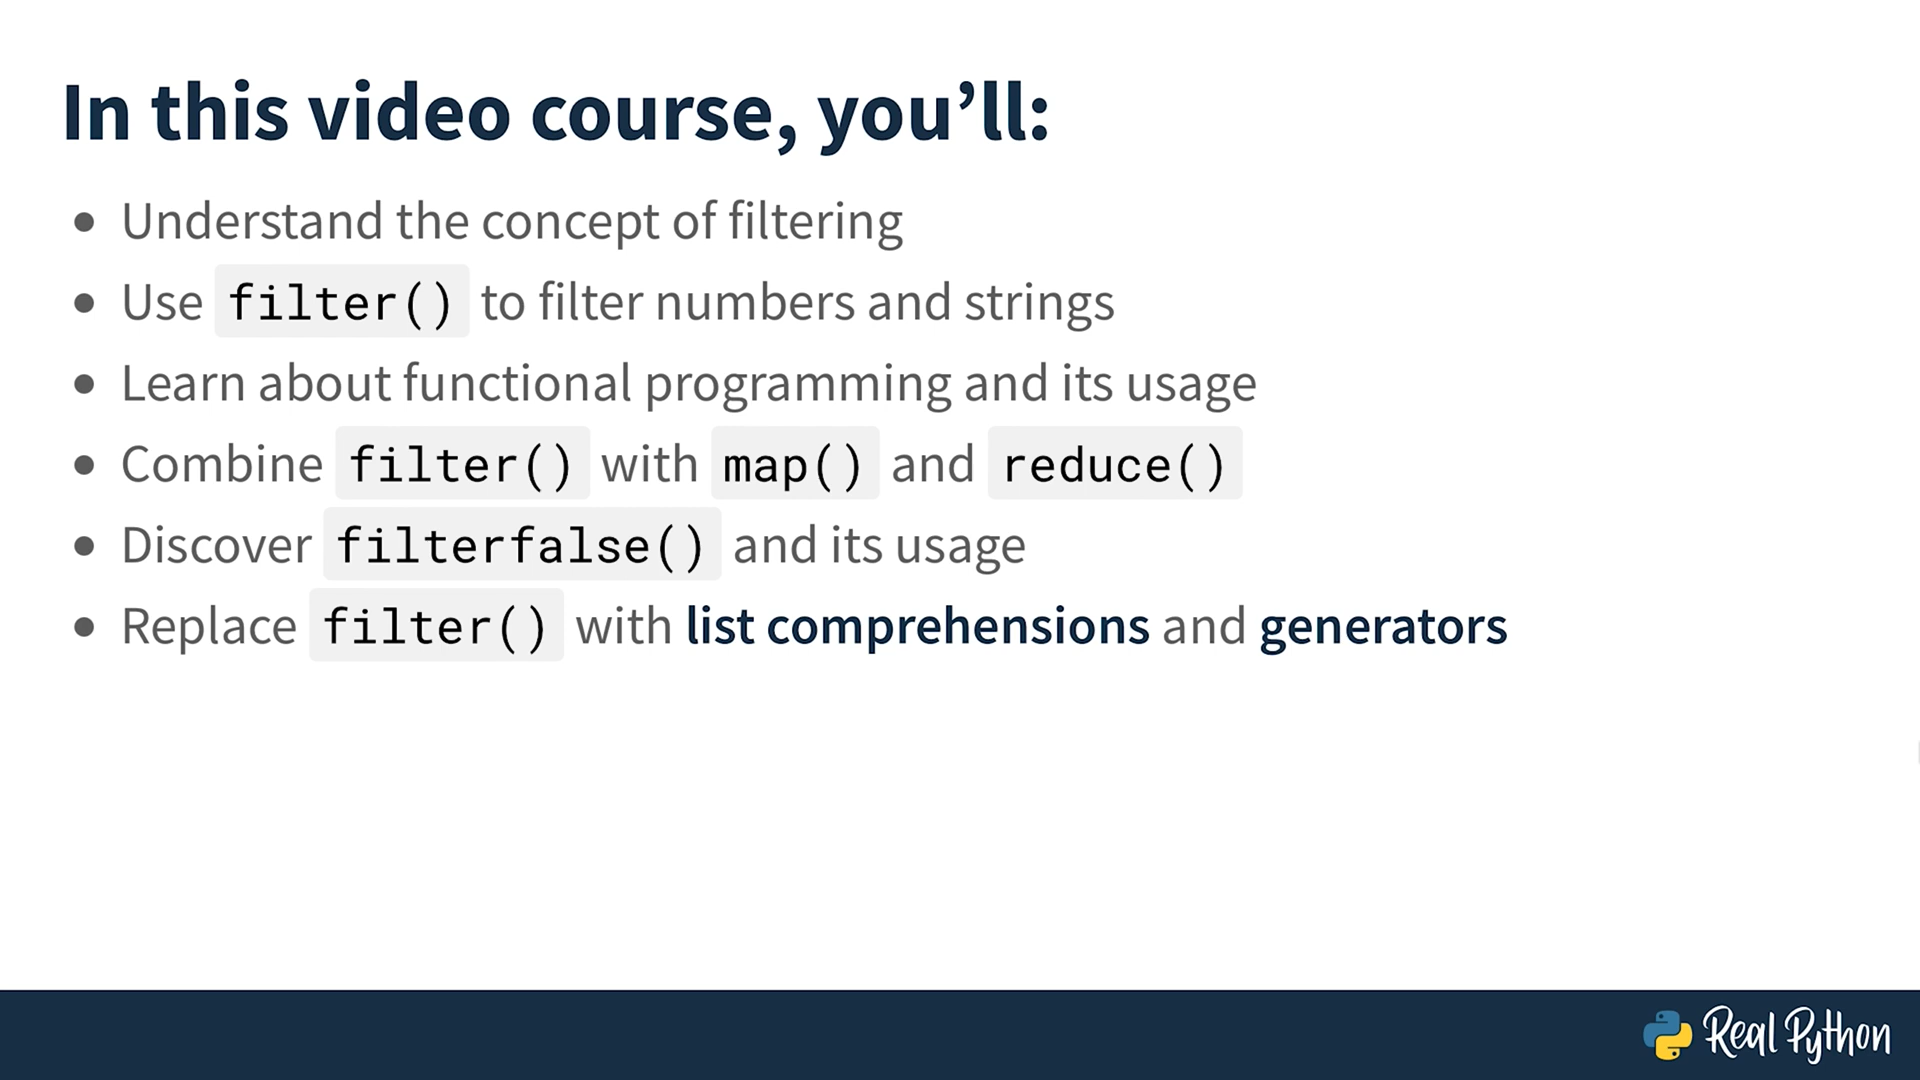 In this video course, you’ll:
• Understand the concept of filtering
• Use filter() to filter numbers and strings
• Learn about functional programming and its usage
• Combine filter() with map() and reduce()
• Discover filterfalse() and its usage
• Replace filter() with list comprehensions and generators
Real Python